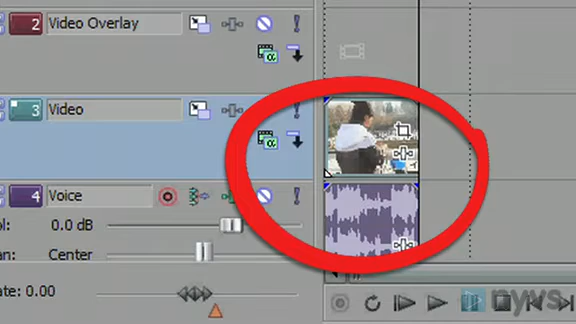 2 Video Overlay
3 Video
4 Voice
ol: 0.0 dB
an: Center
ate: 0.00